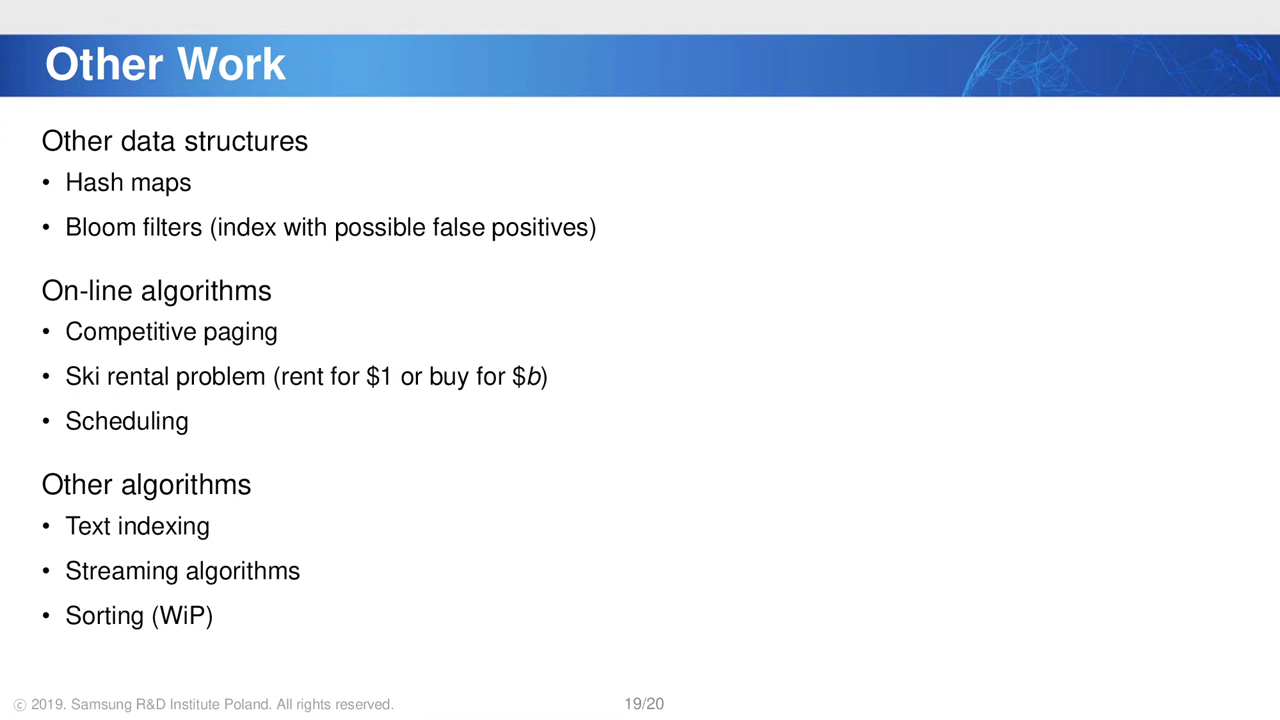 Other Work
Other data structures
• Hash maps
• Bloom filters (index with possible false positives)
On-line algorithms
• Competitive paging
• Ski rental problem (rent for $1 or buy for $b)
• Scheduling
Other algorithms
• Text indexing
• Streaming algorithms
• Sorting (WiP)
ⓒ 2019. Samsung R&D Institute Poland. All rights reserved.
19/20